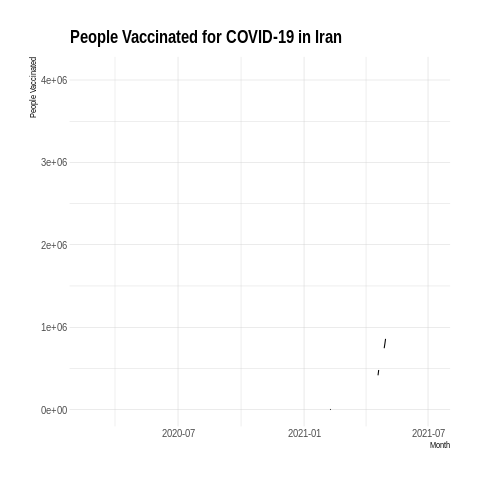 People Vaccinated for COVID-19 in Iran
People Vaccinated
4e+06
3e+06
2e+06
1e+06
0e+00
2020-07 2021-01 2021-07
Month